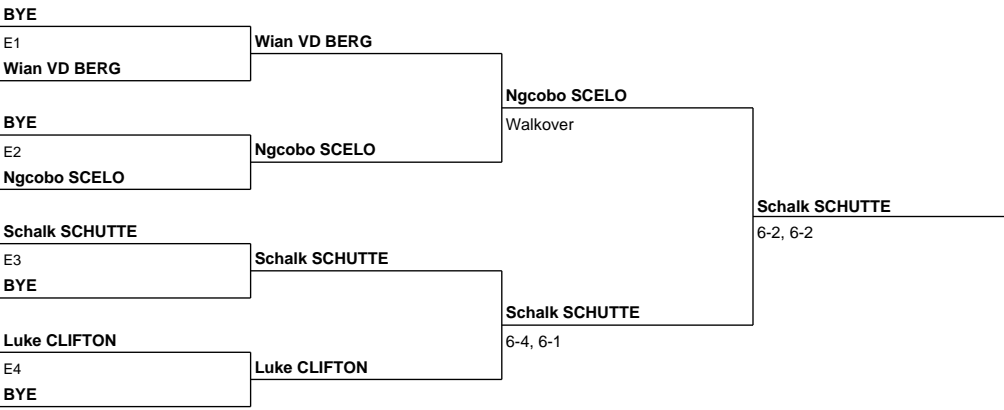 BYE
E1
Wian VD BERG
Wian VD BERG
BYE
E2
Ngcobo SCELO
Ngcobo SCELO
Ngcobo SCELO
Walkover
Schalk SCHUTTE
E3
BYE
Schalk SCHUTTE
Luke CLIFTON
E4
BYE
Luke CLIFTON
Schalk SCHUTTE
6-4, 6-1
Schalk SCHUTTE
6-2, 6-2